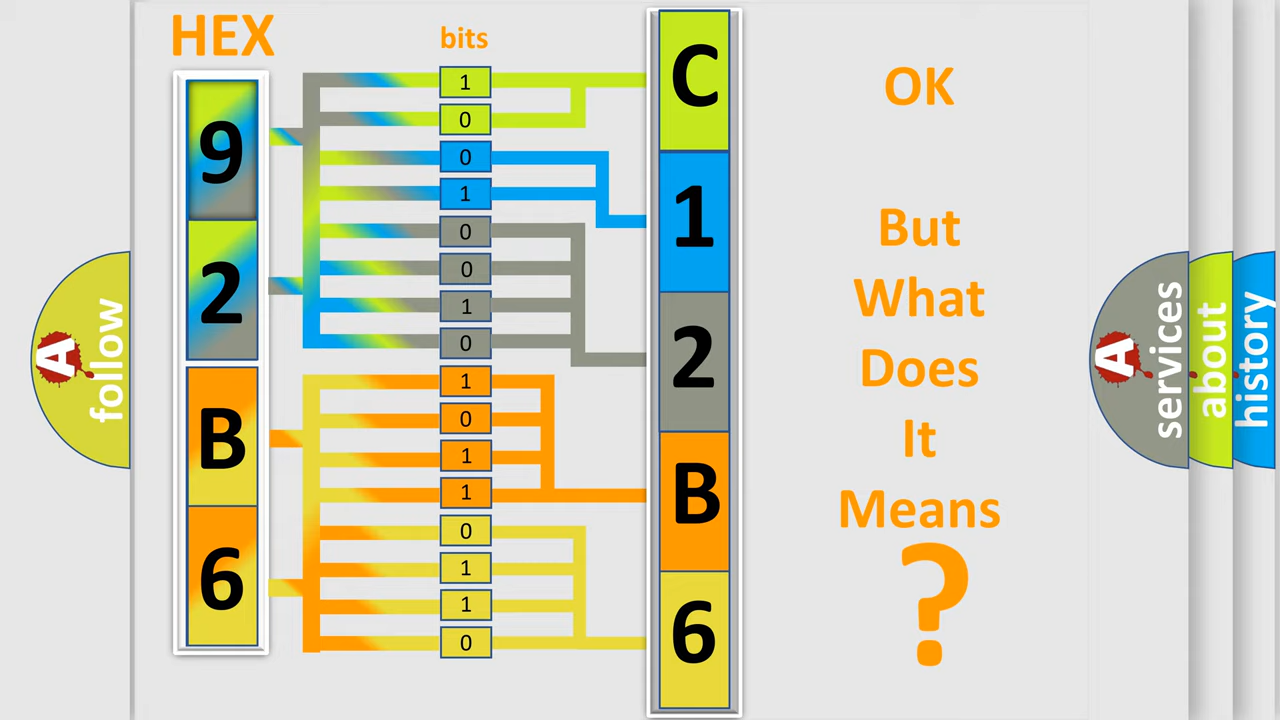 HEX
bits
9
2
B
6
1
0
0
1
0
0
1
0
1
0
1
1
0
1
1
0
C
1
2
B
6
OK
But
What
Does
It
Means
?
A
follow
A
services
about
history